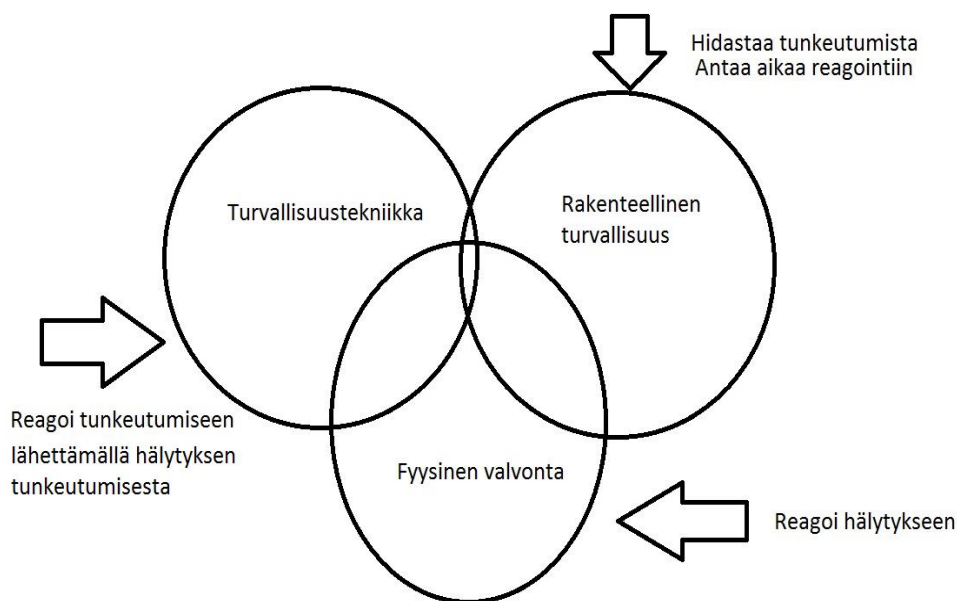 Hidastaa tunkeutumista
Antaa aikaa reagointiin
Turvallisuustekniikka
Rakenteellinen
turvallisuus
Reagoi tunkeutumiseen
lähettämällä hälytyksen
tunkeutumisesta
Fyysinen valvonta
Reagoi hälytykseen